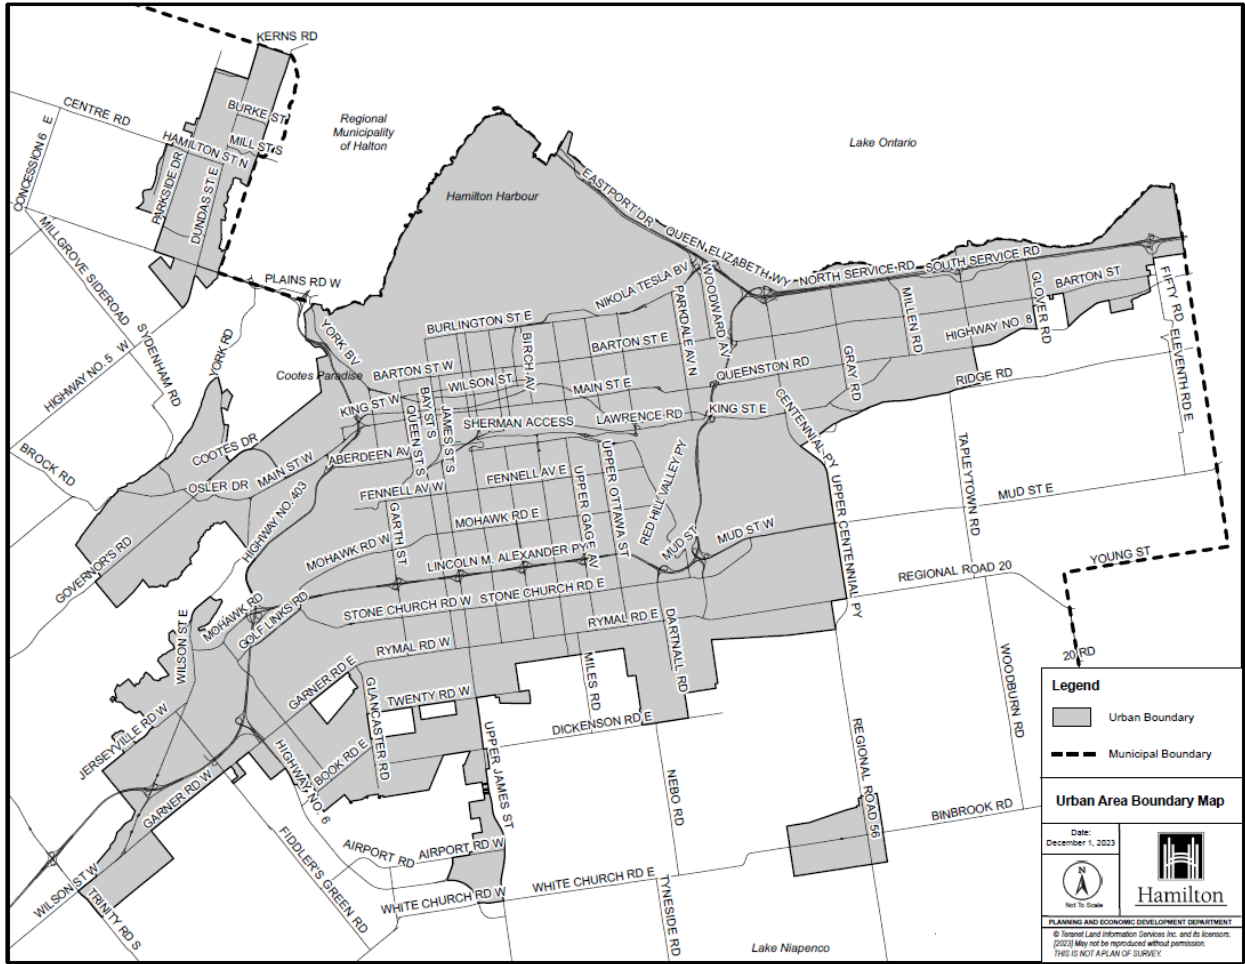 KERNS RD
CENTRE RD
BURKE ST
Regional
Municipality
of Halton
Lake Ontario
CONCESSION 6 E
HAMILTON ST N
MILL ST S
PARKSIDE DR
DUNDAS ST E
Hamilton Harbour
EASTPORT DR
MILLGROVE SIDEROAD
QUEEN ELIZABETH WY
PLAINS RD W
NORTH SERVICE RD
SOUTH SERVICE RD
NIKOLA TESLA BV
WOODWARD AV
PARKDALE AV N
GLOVER RD
BARTON ST
FIFTY RD
ELEVENTH RD E
MILLEN RD
HIGHWAY NO. 8
YORK RD
SYDENHAM RD
HIGHWAY NO. 5 W
YORK BV
BURLINGTON ST E
BIRCH AV
BARTON ST E
GRAY RD
Cootes Paradise
BARTON ST W
WILSON ST
MAIN ST E
QUEENSTON RD
RIDGE RD
KING ST W
BAY ST S
QUEEN ST S
JAMES ST S
SHERMAN ACCESS
LAWRENCE RD
KING ST E
CENTENNIAL PY
COOTES DR
BROCK RD
OSLER DR
MAIN ST W
ABERDEEN AV
FENNELL AV W
FENNELL AV E
UPPER GAGE AV
UPPER OTTAWA ST
RED HILL VALLEY PY
UPPER CENTENNIAL PY
TAPLEYTOWN RD
MUD ST E
HIGHWAY NO. 403
GARTH ST
MOHAWK RD E
MOHAWK RD W
LINCOLN M. ALEXANDER PY
MUD ST
MUD ST W
YOUNG ST
GOVERNOR'S RD
REGIONAL ROAD 20
MOHAWK RD
GOLF LINKS RD
STONE CHURCH RD W
STONE CHURCH RD E
WILSON ST E
RYMAL RD W
RYMAL RD E
DARTNALL RD
WOODBURN RD
20 RD
GARNER RD E
GLANCASTER RD
TWENTY RD W
MILES RD
JERSEYVILLE RD W
DICKENSON RD E
UPPER JAMES ST
HIGHWAY NO. 6
BOOK RD E
GARNER RD W
NEBO RD
REGIONAL ROAD 56
BINBROOK RD
FIDDLER'S GREEN RD
AIRPORT RD
AIRPORT RD W
WILSON ST W
TRINITY RD S
WHITE CHURCH RD W
WHITE CHURCH RD E
TYNESIDE RD
Lake Niapenco
Legend
Urban Boundary
Municipal Boundary
Urban Area Boundary Map
Date:
December 1, 2023
N
Not To Scale
Hamilton
PLANNING AND ECONOMIC DEVELOPMENT DEPARTMENT
© Teranet Land Information Services Inc. and its licensors.
[2023] May not be reproduced without permission.
THIS IS NOT A PLAN OF SURVEY.